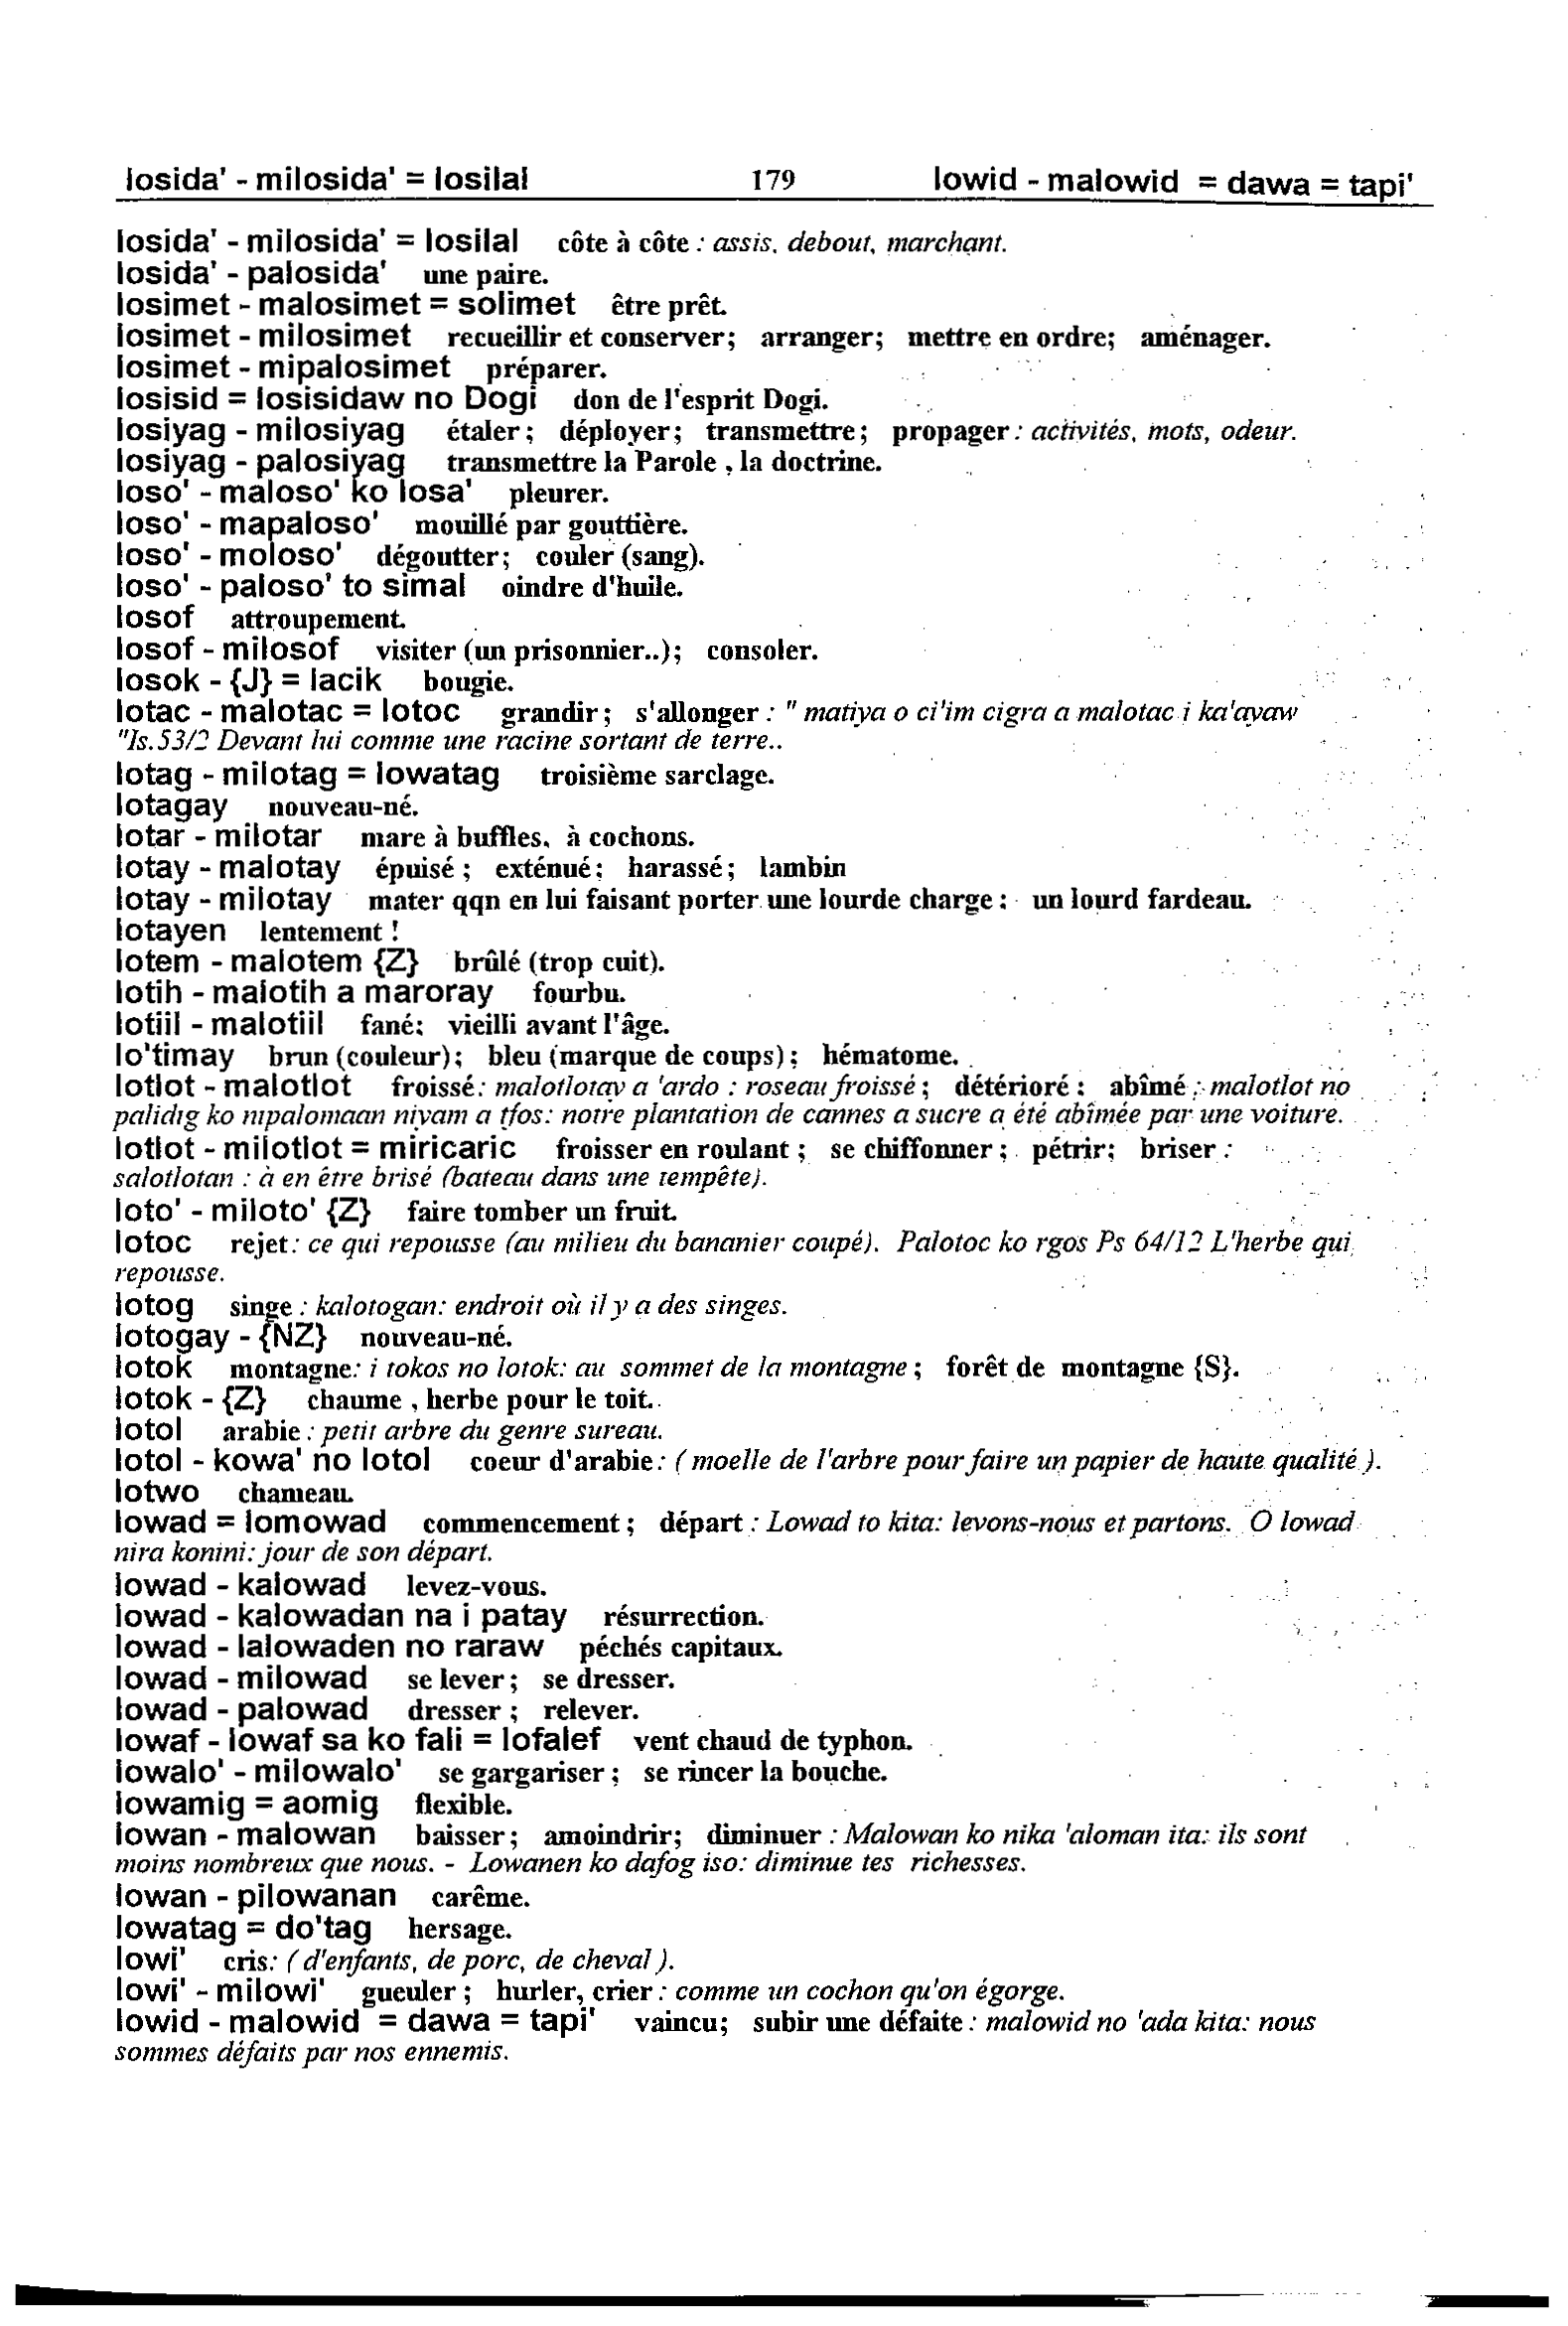 losida' - milosida' = losilal 179 lowid - malowid = dawa = tapi'
losida' - milosida' = losilal côte à côte : assis, debout, marchant.
losida' - palosida' une paire.
losimet - malosimet = solimet être prêt.
losimet - milosimet recueillir et conserver; arranger; mettre en ordre; aménager.
losimet - mipalosimet préparer.
losisid = losisidaw no Dogi don de l'esprit Dogi.
losiyag - milosiyag étaler ; déployer ; transmettre ; propager : activités, mots, odeur.
losiyag - palosiyag transmettre la Parole , la doctrine.
loso' - maloso' ko losa' pleurer.
loso' - mapaloso' mouillé par gouttière.
loso' - moloso' dégoutter ; couler (sang).
loso' - paloso' to simal oindre d'huile.
losof attroupement.
losof - milosof visiter (un prisonnier..); consoler.
losok - {J} = lacik bougie.
lotac - malotac = lotoc grandir ; s'allonger : " matiya o ci'im cigra a malotac i ka'ayaw
"Is.53/2 Devant lui comme une racine sortant de terre..
lotag - milotag = lowatag troisième sarclage.
lotagay nouveau-né.
lotar - milotar mare à buffles, à cochons.
lotay - malotay épuisé ; exténué ; harassé ; lambin
lotay - milotay mater qqn en lui faisant porter une lourde charge ; un lourd fardeau.
lotayen lentement !
lotem - malotem {Z} brûlé (trop cuit).
lotih - malotih a maroray fourbu.
lotiil - malotiil fané; vieilli avant l'âge.
lo'timay brun (couleur); bleu (marque de coups) ; hématome.
lotlot - malotlot froissé : malotlotay a 'ardo : roseau froissé ; détérioré ; abîmé : malotlot no
palidig ko mpalomaan niyam a tfos: notre plantation de cannes a sucre a été abîmée par une voiture.
lotlot - milotlot = miricaric froisser en roulant ; se chiffonner ; pétrir; briser :
salotlotan : à en être brisé (bateau dans une tempête).
loto' - miloto' {Z} faire tomber un fruit.
lotoc rejet : ce qui repousse (au milieu du bananier coupé). Palotoc ko rgos Ps 64/12 L'herbe qui
repousse.
lotog singe : kalotogan: endroit où il y a des singes.
lotogay - {NZ} nouveau-né.
lotok montagne: i tokos no lotok: au sommet de la montagne ; forêt de montagne {S}.
lotok - {Z} chaume , herbe pour le toit.
lotol arabie : petit arbre du genre sureau.
lotol - kowa' no lotol coeur d'arabie : ( moelle de l'arbre pour faire un papier de haute qualité ).
lotwo chameau.
lowad = lomowad commencement ; départ : Lowad to kita: levons-nous et partons. O lowad
nira konini: jour de son départ.
lowad - kalowad levez-vous.
lowad - kalowadan na i patay résurrection.
lowad - lalowaden no raraw péchés capitaux.
lowad - milowad se lever ; se dresser.
lowad - palowad dresser ; relever.
lowaf - lowaf sa ko fali = lofalef vent chaud de typhon.
lowalo' - milowalo' se gargariser ; se rincer la bouche.
lowamig = aomig flexible.
lowan - malowan baisser ; amoindrir; diminuer : Malowan ko nika 'aloman ita: ils sont
moins nombreux que nous. - Lowanen ko dafog iso: diminue tes richesses.
lowan - pilowanan carême.
lowatag = do'tag hersage.
lowi' cris: ( d'enfants, de porc, de cheval ).
lowi' - milowi' gueuler ; hurler, crier : comme un cochon qu'on égorge.
lowid - malowid = dawa = tapi' vaincu; subir une défaite : malowid no 'ada kita: nous
sommes défaits par nos ennemis.